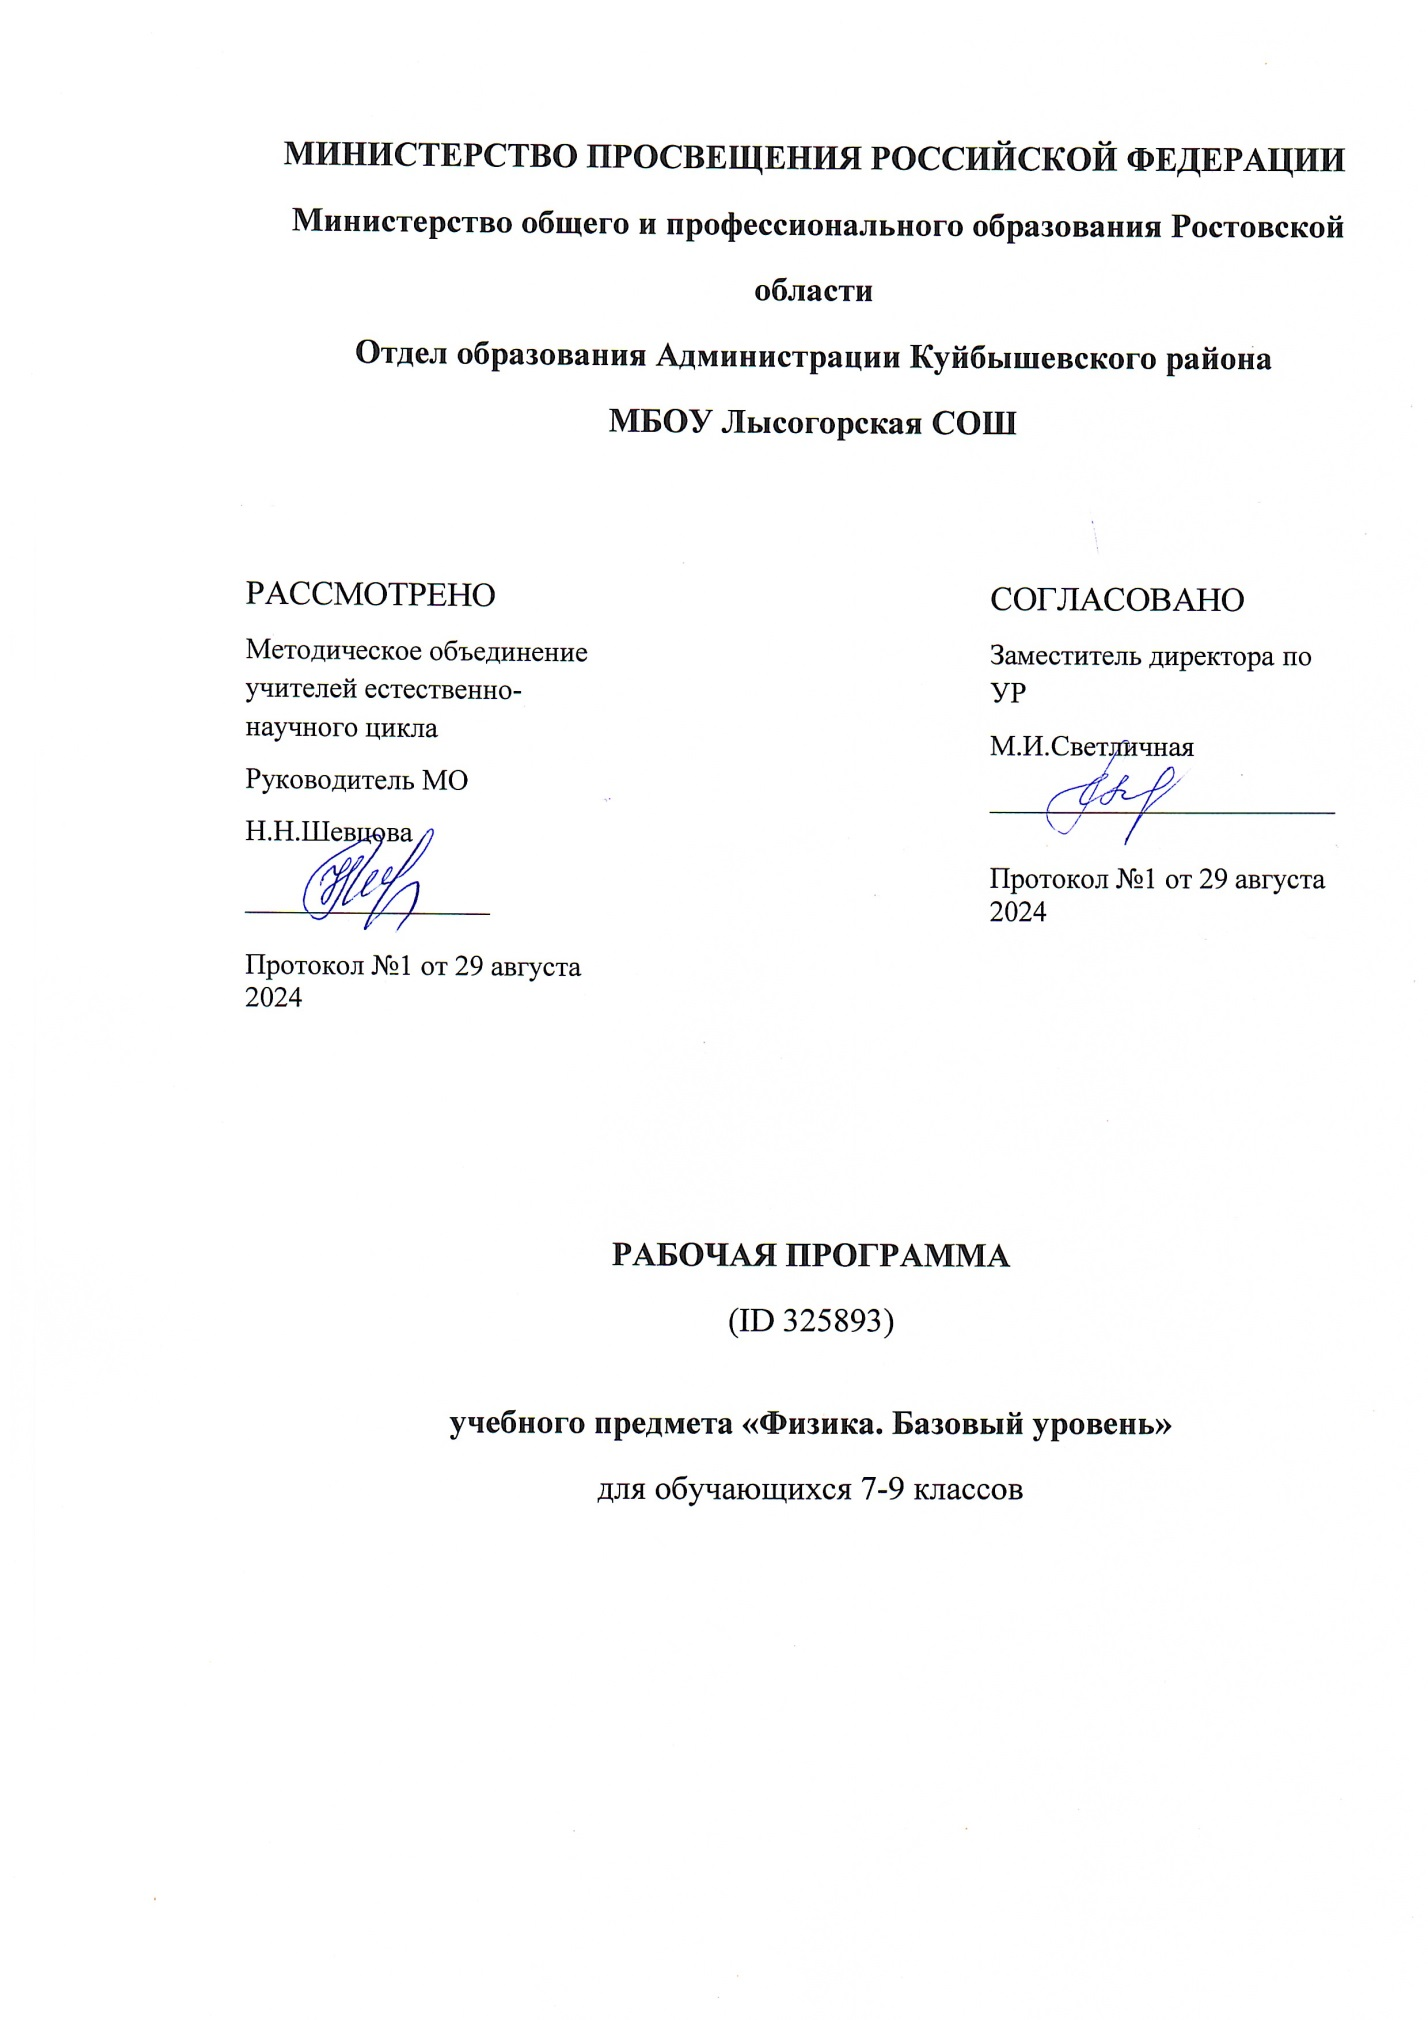 МИНИСТЕРСТВО ПРОСВЕЩЕНИЯ РОССИЙСКОЙ ФЕДЕРАЦИИ
Министерство общего и профессионального образования Ростовской
области
Отдел образования Администрации Куйбышевского района
МБОУ Лысогорская СОШ
РАССМОТРЕНО
Методическое объединение
учителей естественно-
научного цикла
Руководитель МО
Н.Н.Шевцова
Протокол №1 от 29 августа
2024
СОГЛАСОВАНО
Заместитель директора по
УР
М.И.Светличная
Протокол №1 от 29 августа
2024
РАБОЧАЯ ПРОГРАММА
(ID 325893)
учебного предмета «Физика. Базовый уровень»
для обучающихся 7-9 классов